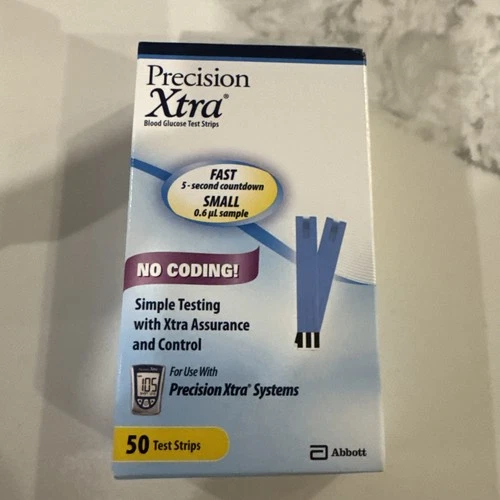 Precision
Xtra®
Blood Glucose Test Strips
FAST
5-second countdown
SMALL
0.6 µL sample
NO CODING!
Simple Testing
with Xtra Assurance
and Control
For Use With
Precision Xtra® Systems
105
50 Test Strips
Abbott